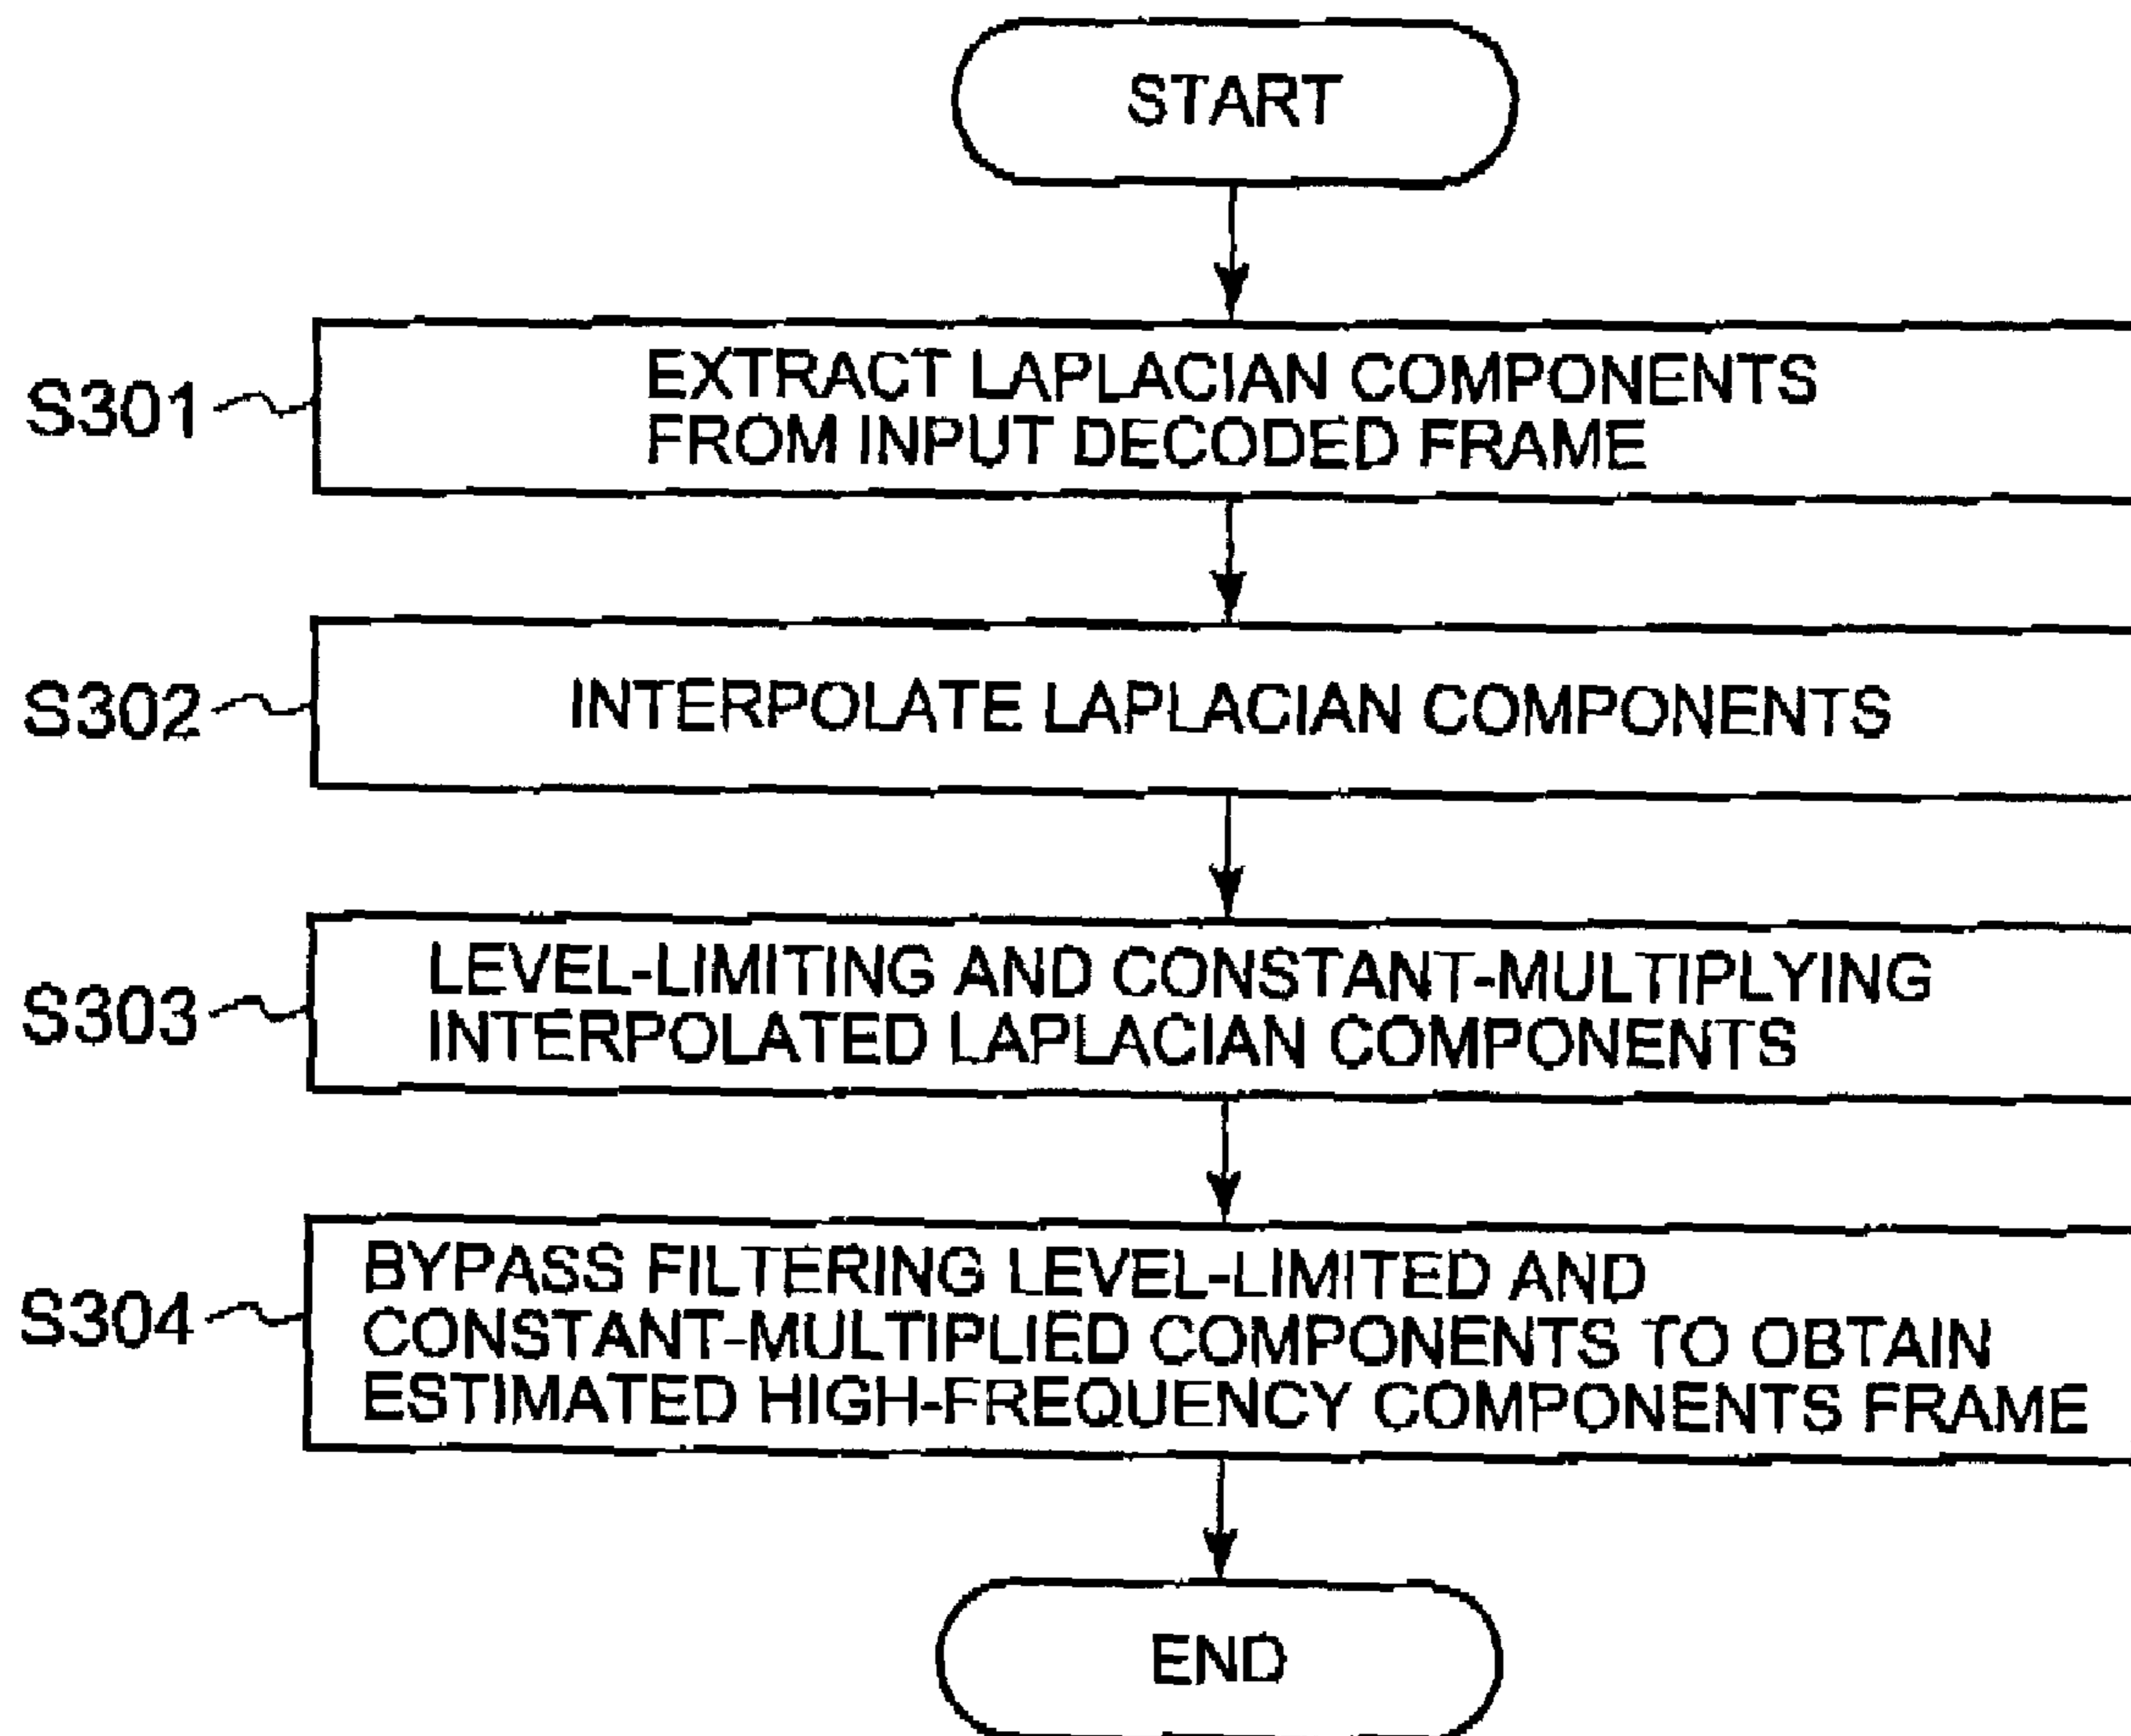 START
S301
EXTRACT LAPLACIAN COMPONENTS
FROM INPUT DECODED FRAME
S302
INTERPOLATE LAPLACIAN COMPONENTS
S303
LEVEL-LIMITING AND CONSTANT-MULTIPLYING
INTERPOLATED LAPLACIAN COMPONENTS
S304
BYPASS FILTERING LEVEL-LIMITED AND
CONSTANT-MULTIPLIED COMPONENTS TO OBTAIN
ESTIMATED HIGH-FREQUENCY COMPONENTS FRAME
END